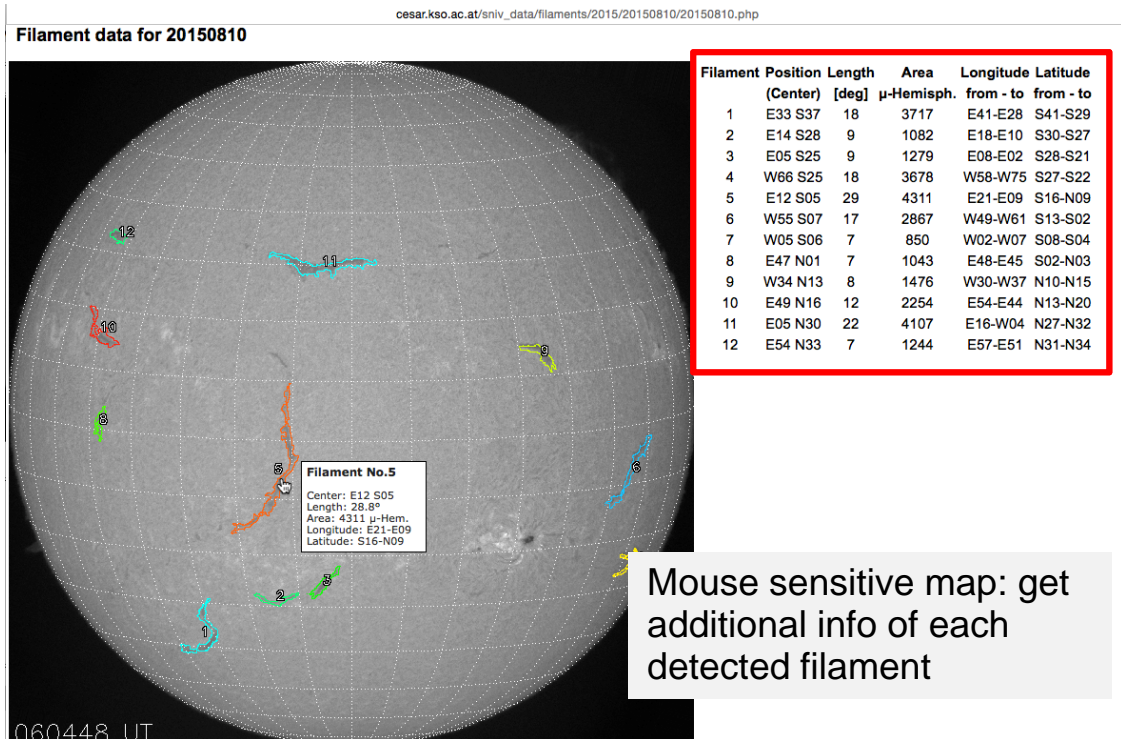 cesar.kso.ac.at/sniv_data/filaments/2015/20150810/20150810.php
Filament data for 20150810
Filament Position Length Area Longitude Latitude
(Center) [deg] µ-Hemisph. from - to from - to
1 E33 S37 18 3717 E41-E28 S41-S29
2 E14 S28 9 1082 E18-E10 S30-S27
3 E05 S25 9 1279 E08-E02 S28-S21
4 W66 S25 18 3678 W58-W75 S27-S22
5 E12 S05 29 4311 E21-E09 S16-N09
6 W55 S07 17 2867 W49-W61 S13-S02
7 W05 S06 7 850 W02-W07 S08-S04
8 E47 N01 7 1043 E48-E45 S02-N03
9 W34 N13 8 1476 W30-W37 N10-N15
10 E49 N16 12 2254 E54-E44 N13-N20
11 E05 N30 22 4107 E16-W04 N27-N32
12 E54 N33 7 1244 E57-E51 N31-N34
12
11
10
9
8
5
6
Filament No.5
Center: E12 S05
Length: 28.8°
Area: 4311 µ-Hem.
Longitude: E21-E09
Latitude: S16-N09
3
2
1
Mouse sensitive map: get
additional info of each
detected filament
060448 UT